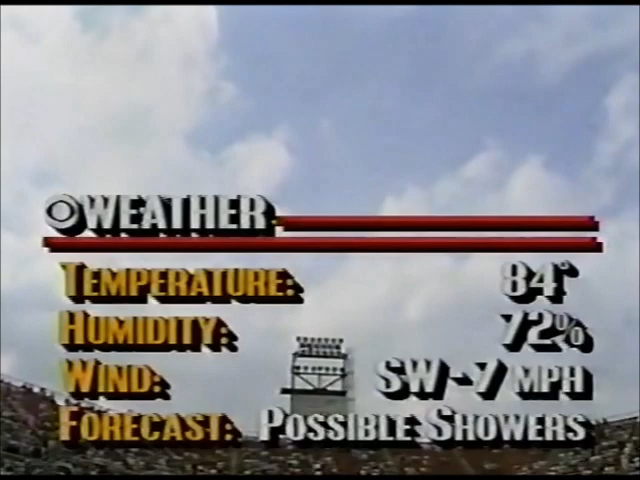 WEATHER
TEMPERATURE: 84°
HUMIDITY: 72%
WIND: SW-7 MPH
FORECAST: POSSIBLE SHOWERS